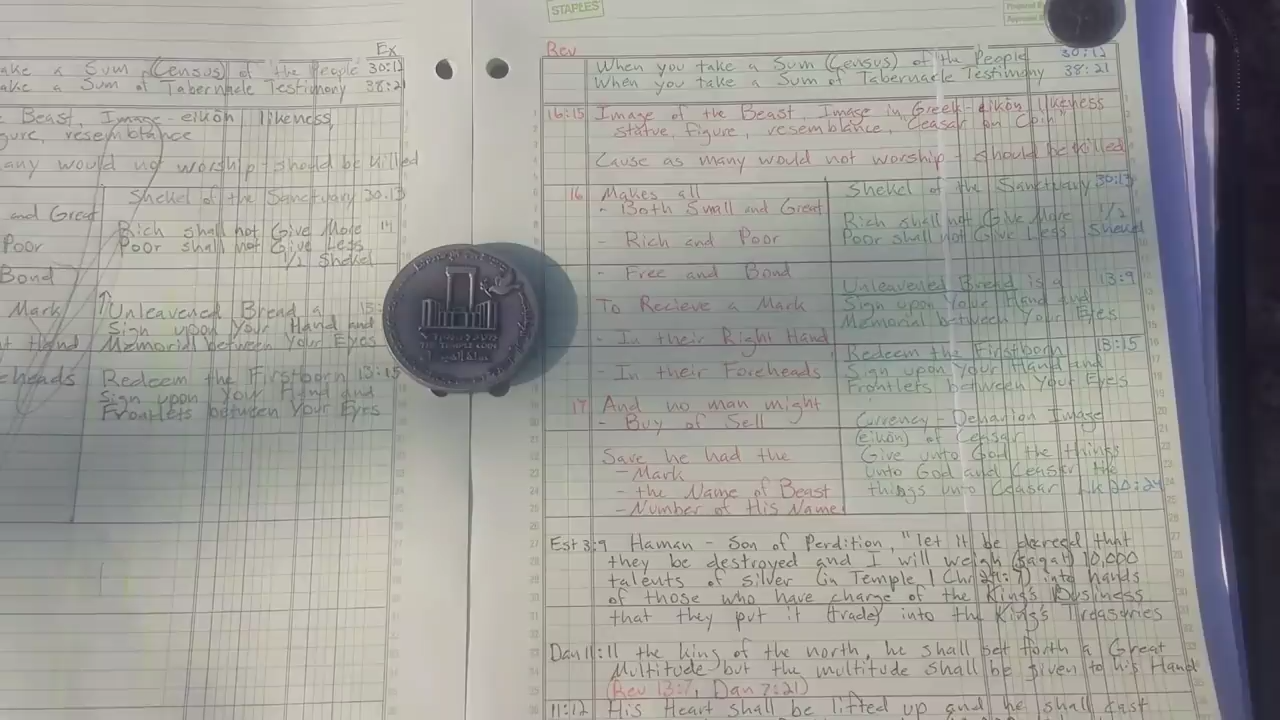 Ex
ake a Sum (Census) of the People 30:12
ake a Sum of Tabernacle Testimony 38:21
Beast, Image - eikōn likeness,
gure, resemblance
any would not worship - should be killed
Shekel of the Sanctuary 30:13
and Great
Rich shall not Give More
Poor
Poor shall not Give Less
1/2 Shekel
Bond
Mark
Unleavened Bread a
Sign upon Your Hand and
t Hand
Memorial between Your Eyes
eheads
Redeem the Firstborn 13:15
Sign upon Your Hand and
Frontlets between Your Eyes
THE TEMPLE COIN
STAPLES
Rev
When you take a Sum (Census) of the People 30:12
When you take a Sum of Tabernacle Testimony 38:21
16:15 Image of the Beast, Image in Greek - eikōn likeness
statue, figure, resemblance, "Ceasar on Coin"
Cause as many would not worship - should be killed
16 Makes all
- Both Small and Great
- Rich and Poor
- Free and Bond
To Recieve a Mark
- In their Right Hand
- In their Foreheads
17 And no man might
- Buy of Sell
Save he had the
- Mark
- the Name of Beast
- Number of His Name
Shekel of the Sanctuary 30:13
Rich shall not Give More 1/2
Poor shall not Give Less Shekel
Unleavened Bread is a 13:9
Sign upon Your Hand and
Memorial between Your Eyes
Redeem the Firstborn 13:15
Sign upon Your Hand and
Frontlets between Your Eyes
Currency - Denarion Image
(eikōn) of Ceasar
Give unto God the things
unto God and Ceasar the
things unto Ceasar LK 20:24
Est 3:9 Haman - Son of Perdition, "let it be decreed that
they be destroyed and I will weigh (sagat) 10,000
talents of silver (in Temple 1 Chr 29:7) into hands
of those who have charge of the King's Business
that they put it (trade) into the King's Treasuries
Dan 11:11 the king of the north, he shall set forth a Great
Multitude but the multitude shall be given to his Hand
(Rev 13:7, Dan 7:21)
11:12 His Heart shall be lifted up and he shall cast